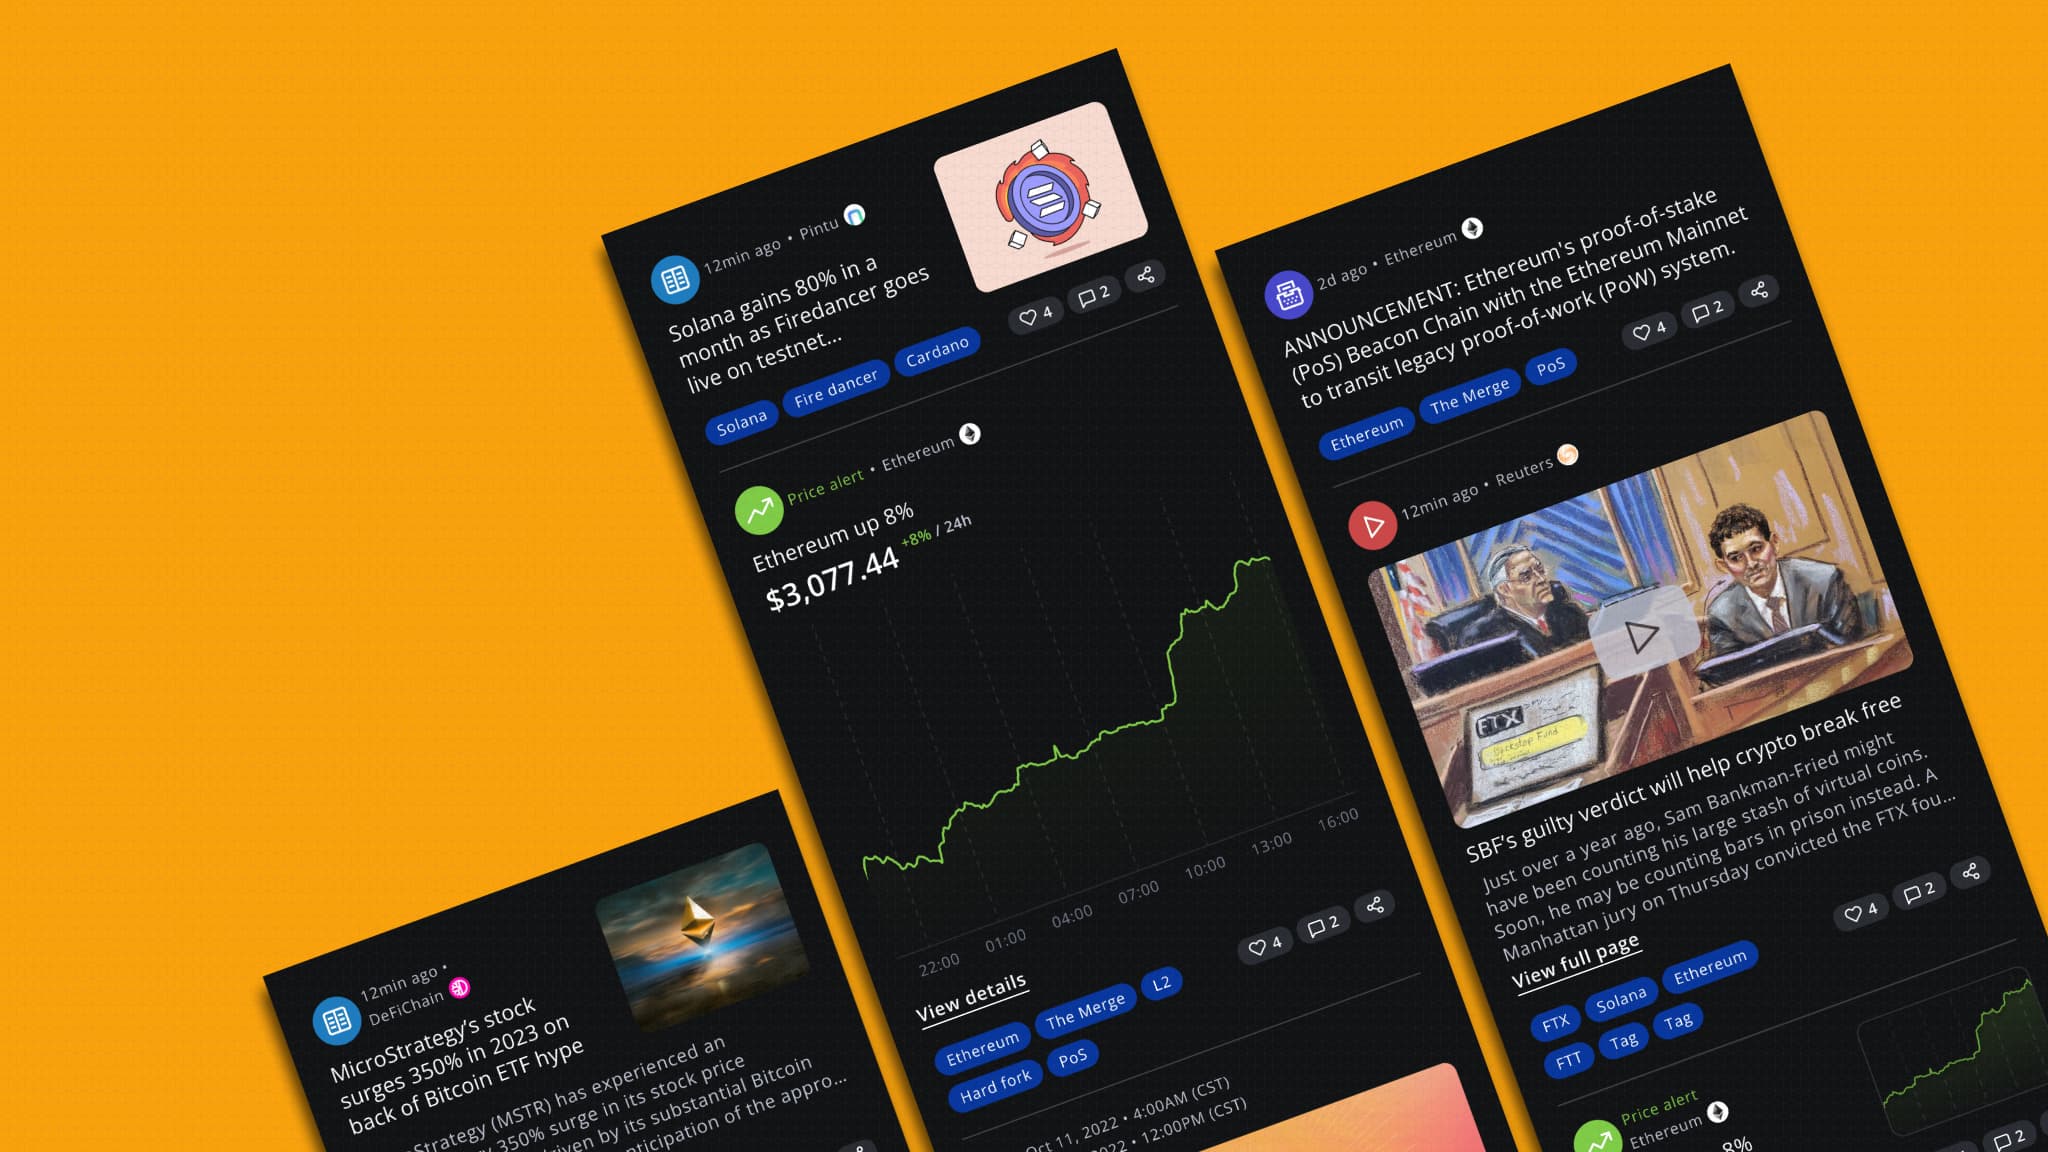 12min ago • Pintu
Solana gains 80% in a
month as Firedancer goes
live on testnet...
4
2
Solana
Fire dancer
Cardano
Price alert • Ethereum
Ethereum up 8%
$3,077.44
+8% / 24h
22:00
01:00
04:00
07:00
10:00
13:00
16:00
4
2
View details
Ethereum
The Merge
L2
Hard fork
PoS
Oct 11, 2022 • 4:00AM (CST)
2022 • 12:00PM (CST)
2d ago • Ethereum
ANNOUNCEMENT: Ethereum's proof-of-stake
(PoS) Beacon Chain with the Ethereum Mainnet
to transit legacy proof-of-work (PoW) system.
4
2
Ethereum
The Merge
PoS
12min ago • Reuters
FTX
Backstop Fund
SBF's guilty verdict will help crypto break free
Just over a year ago, Sam Bankman-Fried might
have been counting his large stash of virtual coins.
Soon, he may be counting bars in prison instead. A
Manhattan jury on Thursday convicted the FTX fou...
View full page
4
2
FTX
Solana
Ethereum
FTT
Tag
Tag
Price alert
Ethereum
8%
2
12min ago •
DeFiChain
MicroStrategy's stock
surges 350% in 2023 on
back of Bitcoin ETF hype
Strategy (MSTR) has experienced an
350% surge in its stock price
by its substantial Bitcoin
of the appro...